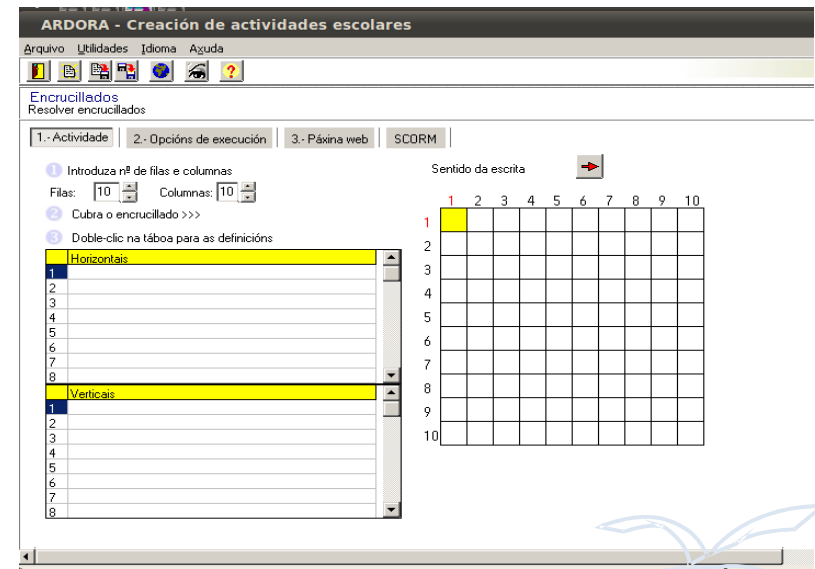 ARDORA - Creación de actividades escolares
Arquivo Utilidades Idioma Axuda
?
Encrucillados
Resolver encrucillados
1.- Actividade 2.- Opcións de execución 3.- Páxina web SCORM
1 Introduza nº de filas e columnas
Filas: 10 Columnas: 10
2 Cubra o encrucillado >>>
3 Doble-clic na táboa para as definicións
Horizontais
1
2
3
4
5
6
7
8
Verticais
1
2
3
4
5
6
7
8
Sentido da escrita
1 2 3 4 5 6 7 8 9 10
1
2
3
4
5
6
7
8
9
10